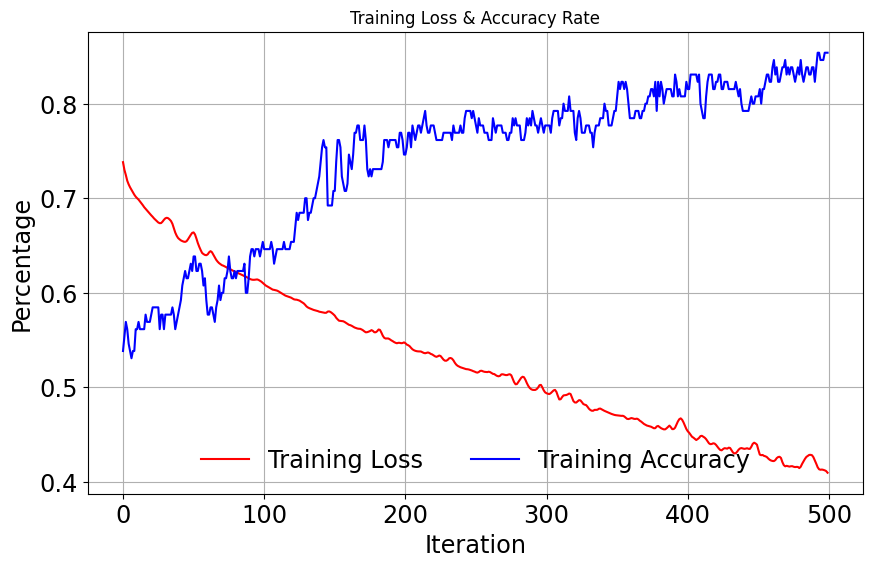 Training Loss & Accuracy Rate
Percentage
0.8
0.7
0.6
0.5
0.4
Training Loss
Training Accuracy
0 100 200 300 400 500
Iteration